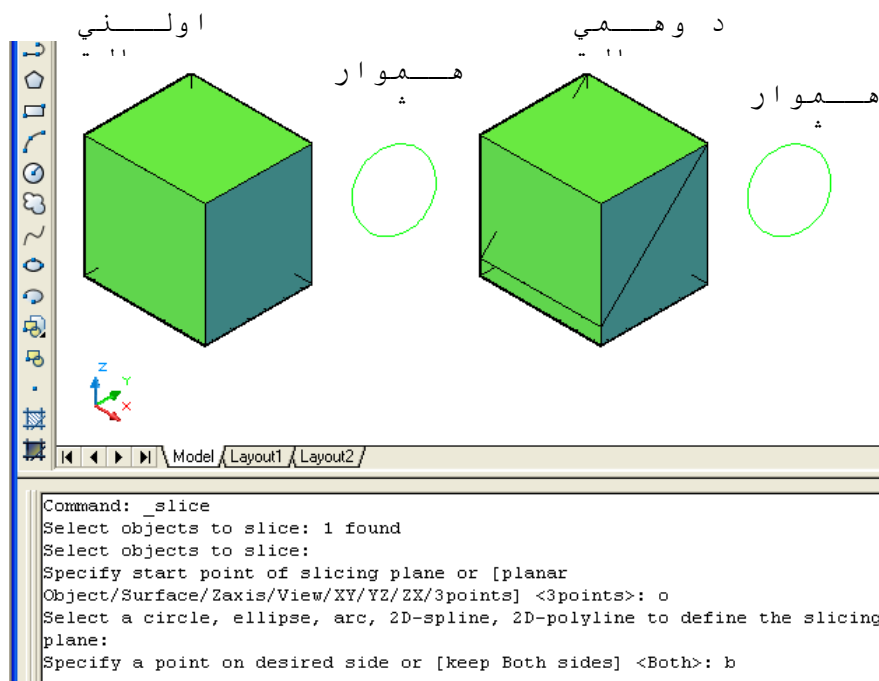 اولــــني
د وهــــمي
هــــموار
هــــموار
Z
Y
X
Model Layout1 Layout2
Command: _slice
Select objects to slice: 1 found
Select objects to slice:
Specify start point of slicing plane or [planar
Object/Surface/Zaxis/View/XY/YZ/ZX/3points] <3points>: o
Select a circle, ellipse, arc, 2D-spline, 2D-polyline to define the slicing
plane:
Specify a point on desired side or [keep Both sides] <Both>: b